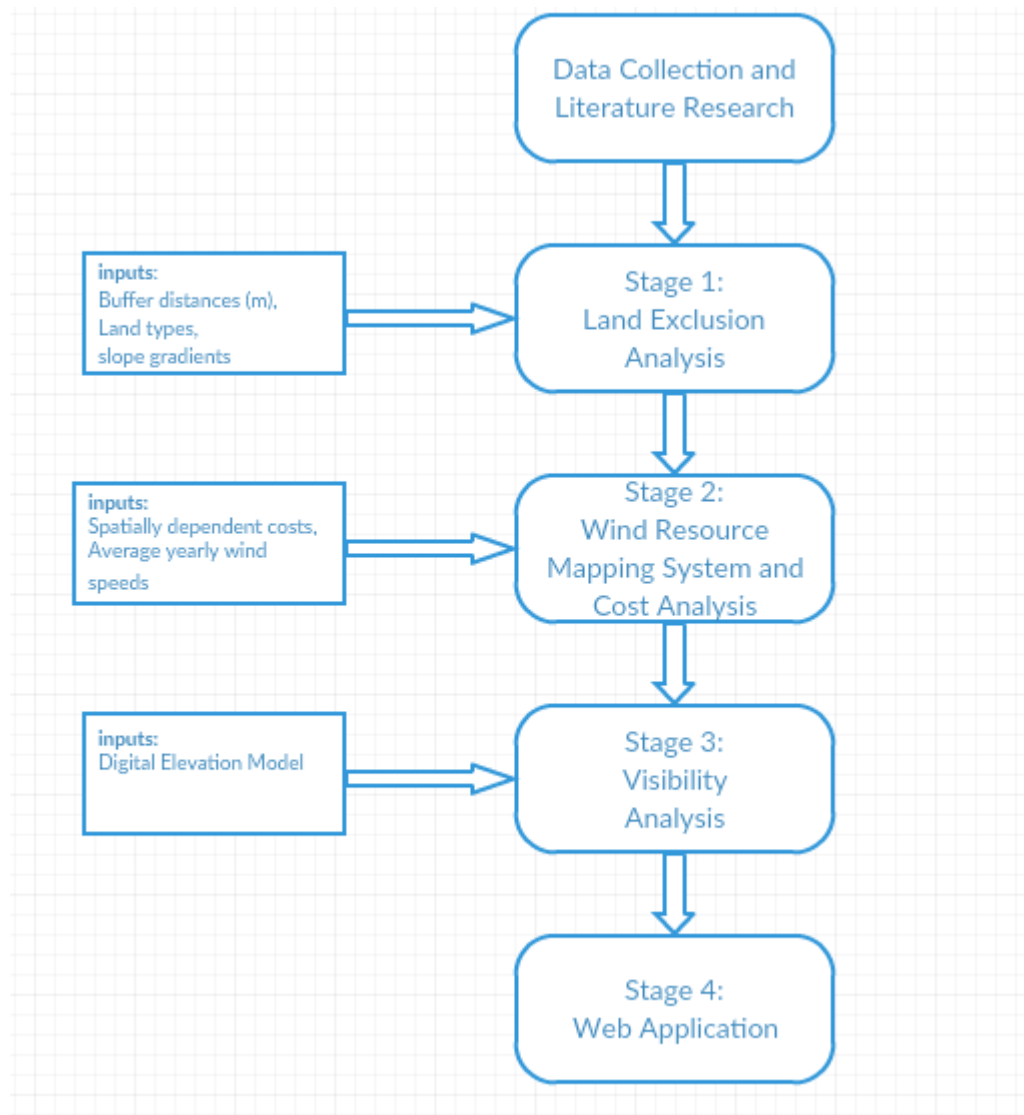 Data Collection and
Literature Research
inputs:
Buffer distances (m),
Land types,
slope gradients
Stage 1:
Land Exclusion
Analysis
inputs:
Spatially dependent costs,
Average yearly wind
speeds
Stage 2:
Wind Resource
Mapping System and
Cost Analysis
inputs:
Digital Elevation Model
Stage 3:
Visibility
Analysis
Stage 4:
Web Application